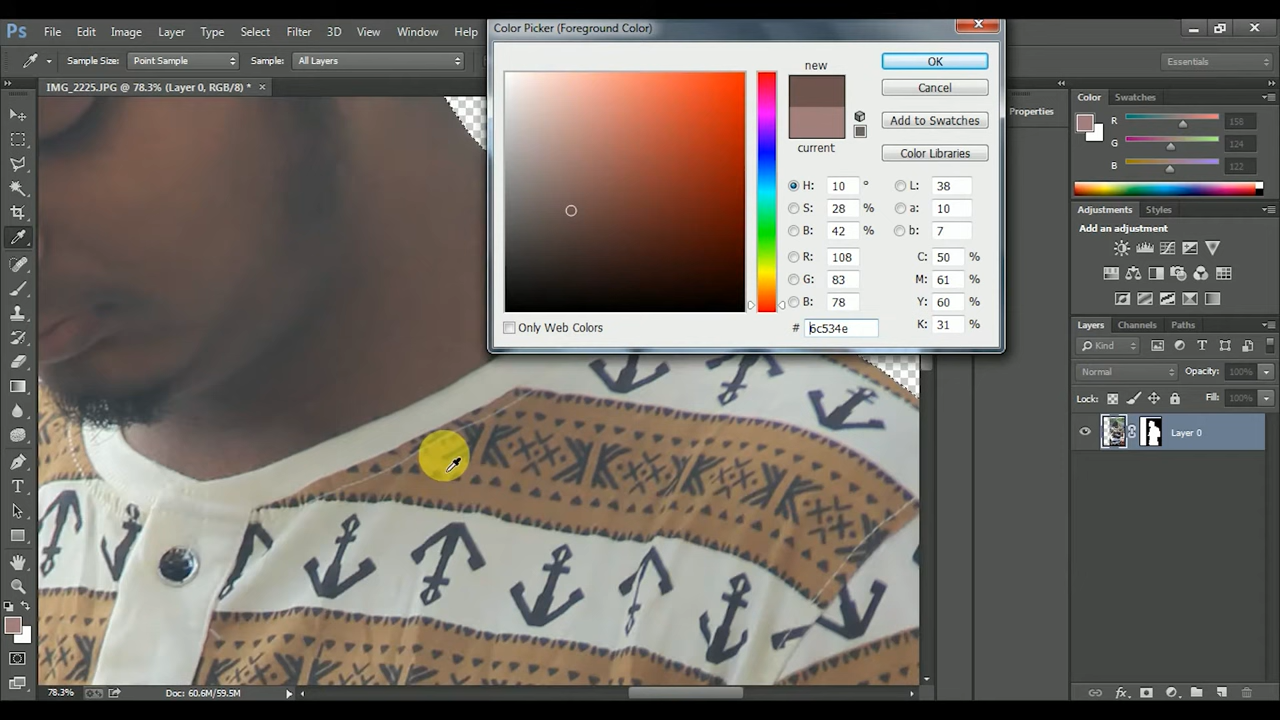 Ps File Edit Image Layer Type Select Filter 3D View Window Help
Color Picker (Foreground Color)
Sample Size: Point Sample Sample: All Layers
Essentials
IMG_2225.JPG @ 78.3% (Layer 0, RGB/8) *
new
current
OK
Cancel
Add to Swatches
Color Libraries
H: 10 °
S: 28 %
B: 42 %
R: 108
G: 83
B: 78
L: 38
a: 10
b: 7
C: 50 %
M: 61 %
Y: 60 %
K: 31 %
# 6c534e
Only Web Colors
Properties
Color Swatches
R 158
G 124
B 122
Adjustments Styles
Add an adjustment
Layers Channels Paths
Kind
Normal Opacity: 100%
Lock: Fill: 100%
Layer 0
78.3% Doc: 60.6M/59.5M